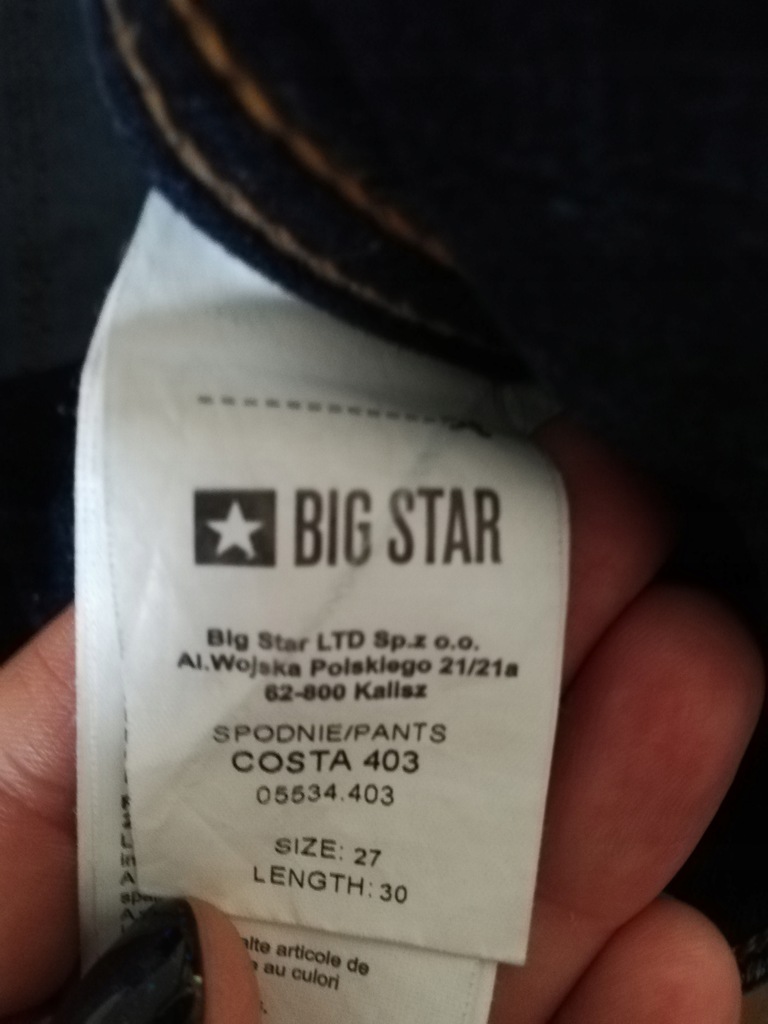 BIG STAR
Big Star LTD Sp.z o.o.
Al.Wojska Polskiego 21/21a
62-800 Kalisz
SPODNIE/PANTS
COSTA 403
05534.403
SIZE: 27
LENGTH: 30
articole de
au culori